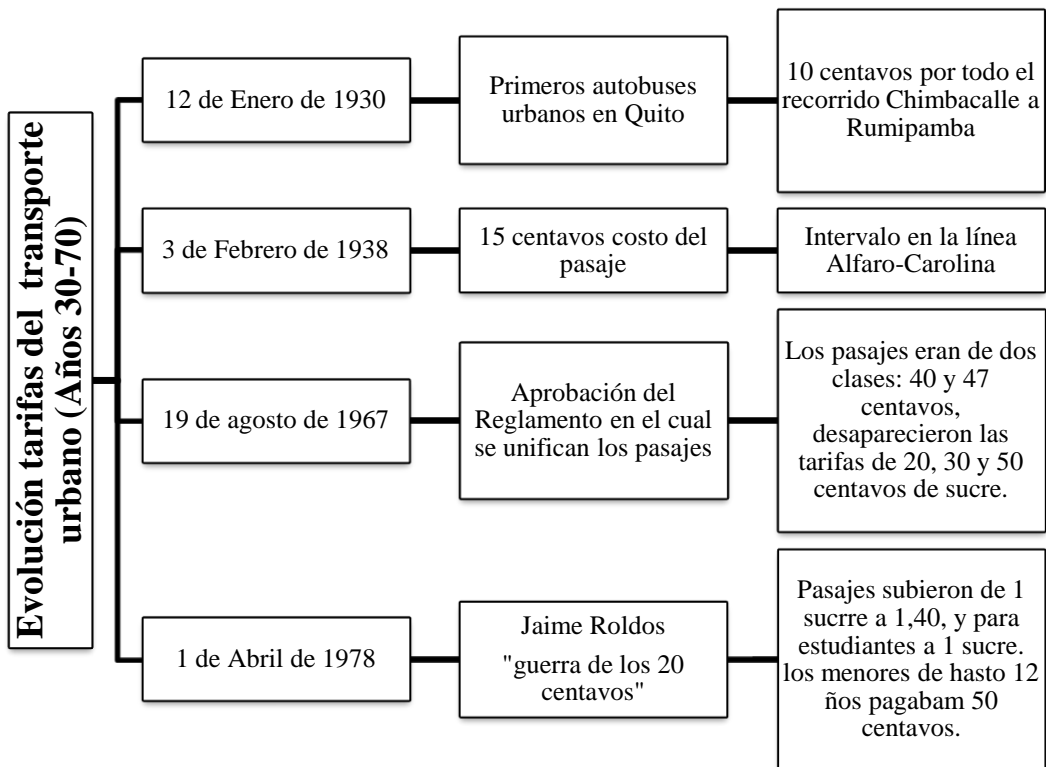 Evolución tarifas del transporte
urbano (Años 30-70)
12 de Enero de 1930
Primeros autobuses
urbanos en Quito
10 centavos por todo el
recorrido Chimbacalle a
Rumipamba
3 de Febrero de 1938
15 centavos costo del
pasaje
Intervalo en la línea
Alfaro-Carolina
19 de agosto de 1967
Aprobación del
Reglamento en el cual
se unifican los pasajes
Los pasajes eran de dos
clases: 40 y 47
centavos,
desaparecieron las
tarifas de 20, 30 y 50
centavos de sucre.
1 de Abril de 1978
Jaime Roldos
"guerra de los 20
centavos"
Pasajes subieron de 1
sucrre a 1,40, y para
estudiantes a 1 sucre.
los menores de hasto 12
ños pagabam 50
centavos.